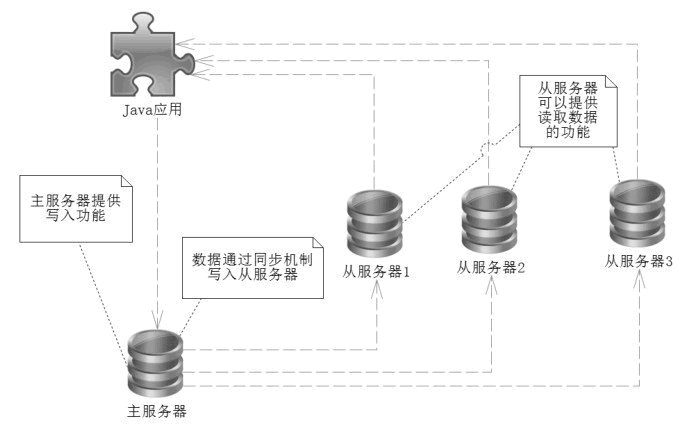 Java应用
从服务器
可以提供
读取数据
的功能
主服务器提供
写入功能
数据通过同步机制
写入从服务器
从服务器1
从服务器2
从服务器3
主服务器